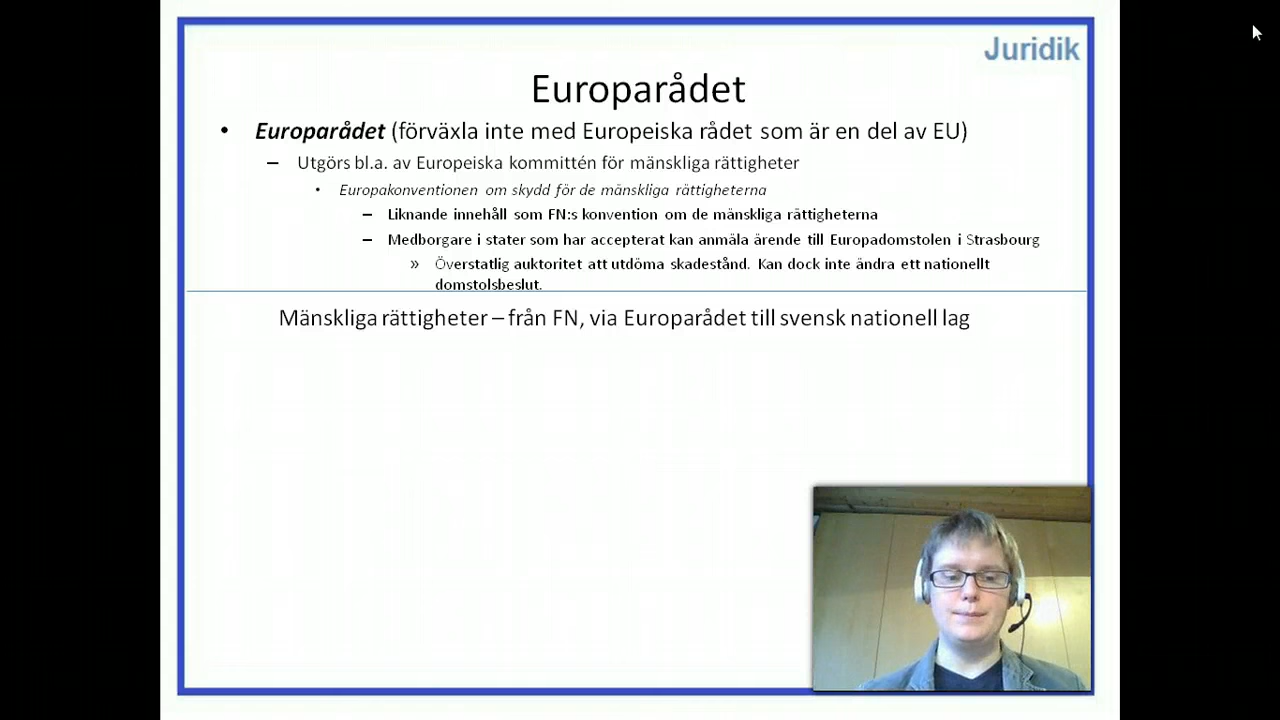 Juridik
Europarådet
• Europarådet (förväxla inte med Europeiska rådet som är en del av EU)
– Utgörs bl.a. av Europeiska kommittén för mänskliga rättigheter
• Europakonventionen om skydd för de mänskliga rättigheterna
– Liknande innehåll som FN:s konvention om de mänskliga rättigheterna
– Medborgare i stater som har accepterat kan anmäla ärende till Europadomstolen i Strasbourg
» Överstatlig auktoritet att utdöma skadestånd. Kan dock inte ändra ett nationellt
domstolsbeslut.
Mänskliga rättigheter – från FN, via Europarådet till svensk nationell lag